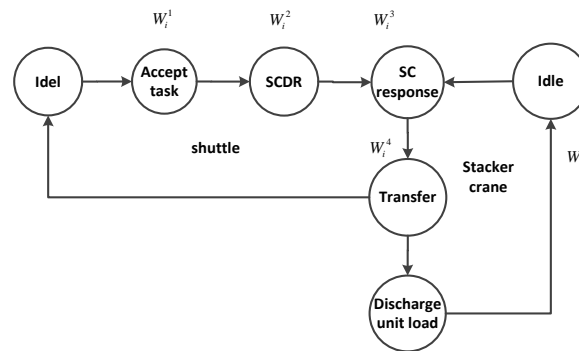 W_i^1
W_i^2
W_i^3
Idel
Accept
task
SCDR
SC
response
Idle
shuttle
W_i^4
Stacker
crane
W
Transfer
Discharge
unit load